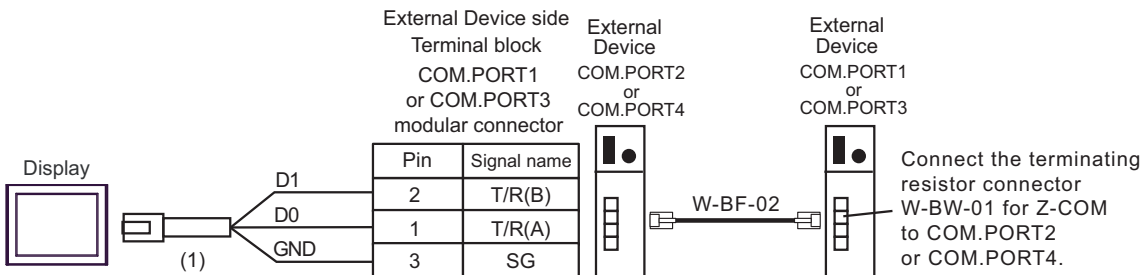 External Device side
Terminal block
COM.PORT1
or COM.PORT3
modular connector
External
Device
COM.PORT2
or
COM.PORT4
External
Device
COM.PORT1
or
COM.PORT3
Display
D1
D0
GND
(1)
Pin Signal name
2 T/R(B)
1 T/R(A)
3 SG
W-BF-02
Connect the terminating
resistor connector
W-BW-01 for Z-COM
to COM.PORT2
or COM.PORT4.